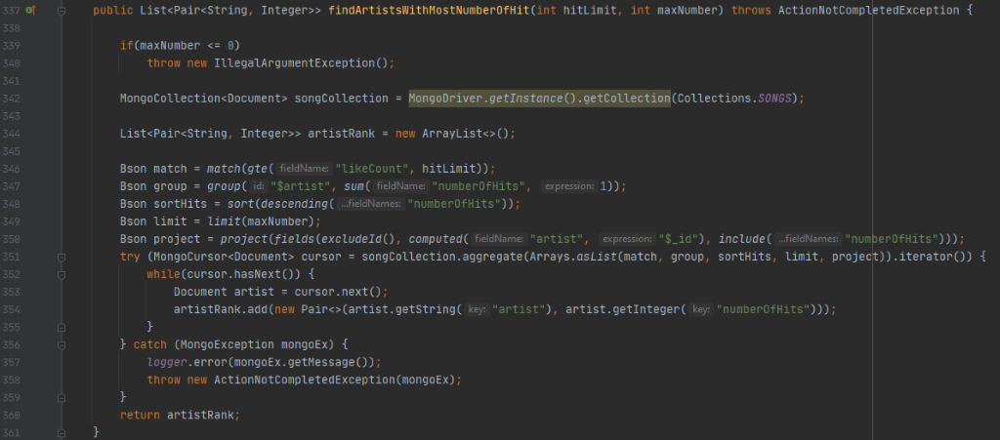 337 public List<Pair<String, Integer>> findArtistsWithMostNumberOfHit(int hitLimit, int maxNumber) throws ActionNotCompletedException {
338
339 if(maxNumber <= 0)
340 throw new IllegalArgumentException();
341
342 MongoCollection<Document> songCollection = MongoDriver.getInstance().getCollection(Collections.SONGS);
343
344 List<Pair<String, Integer>> artistRank = new ArrayList<>();
345
346 Bson match = match(gte( fieldName: "likeCount", hitLimit));
347 Bson group = group( id: "$artist", sum( fieldName: "numberOfHits", expression: 1));
348 Bson sortHits = sort(descending( ...fieldNames: "numberOfHits"));
349 Bson limit = limit(maxNumber);
350 Bson project = project(fields(excludeId(), computed( fieldName: "artist", expression: "$_id"), include( ...fieldNames: "numberOfHits")));
351 try (MongoCursor<Document> cursor = songCollection.aggregate(Arrays.asList(match, group, sortHits, limit, project)).iterator()) {
352 while(cursor.hasNext()) {
353 Document artist = cursor.next();
354 artistRank.add(new Pair<>(artist.getString( key: "artist"), artist.getInteger( key: "numberOfHits")));
355 }
356 } catch (MongoException mongoEx) {
357 logger.error(mongoEx.getMessage());
358 throw new ActionNotCompletedException(mongoEx);
359 }
360 return artistRank;
361 }